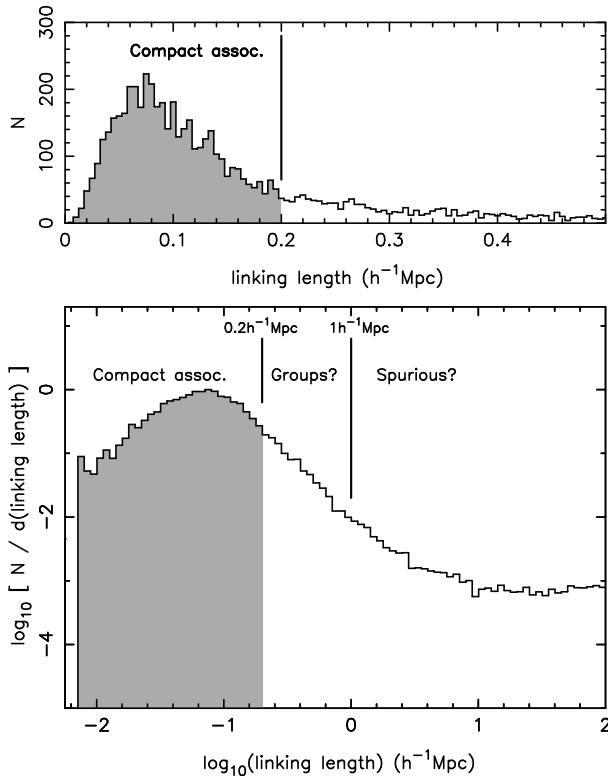 300
200
100
0
N
Compact assoc.
0 0.1 0.2 0.3 0.4
linking length (h⁻¹Mpc)
0.2h⁻¹Mpc 1h⁻¹Mpc
Compact assoc. Groups? Spurious?
0
−2
−4
log₁₀ [ N / d(linking length) ]
−2 −1 0 1 2
log₁₀(linking length) (h⁻¹Mpc)